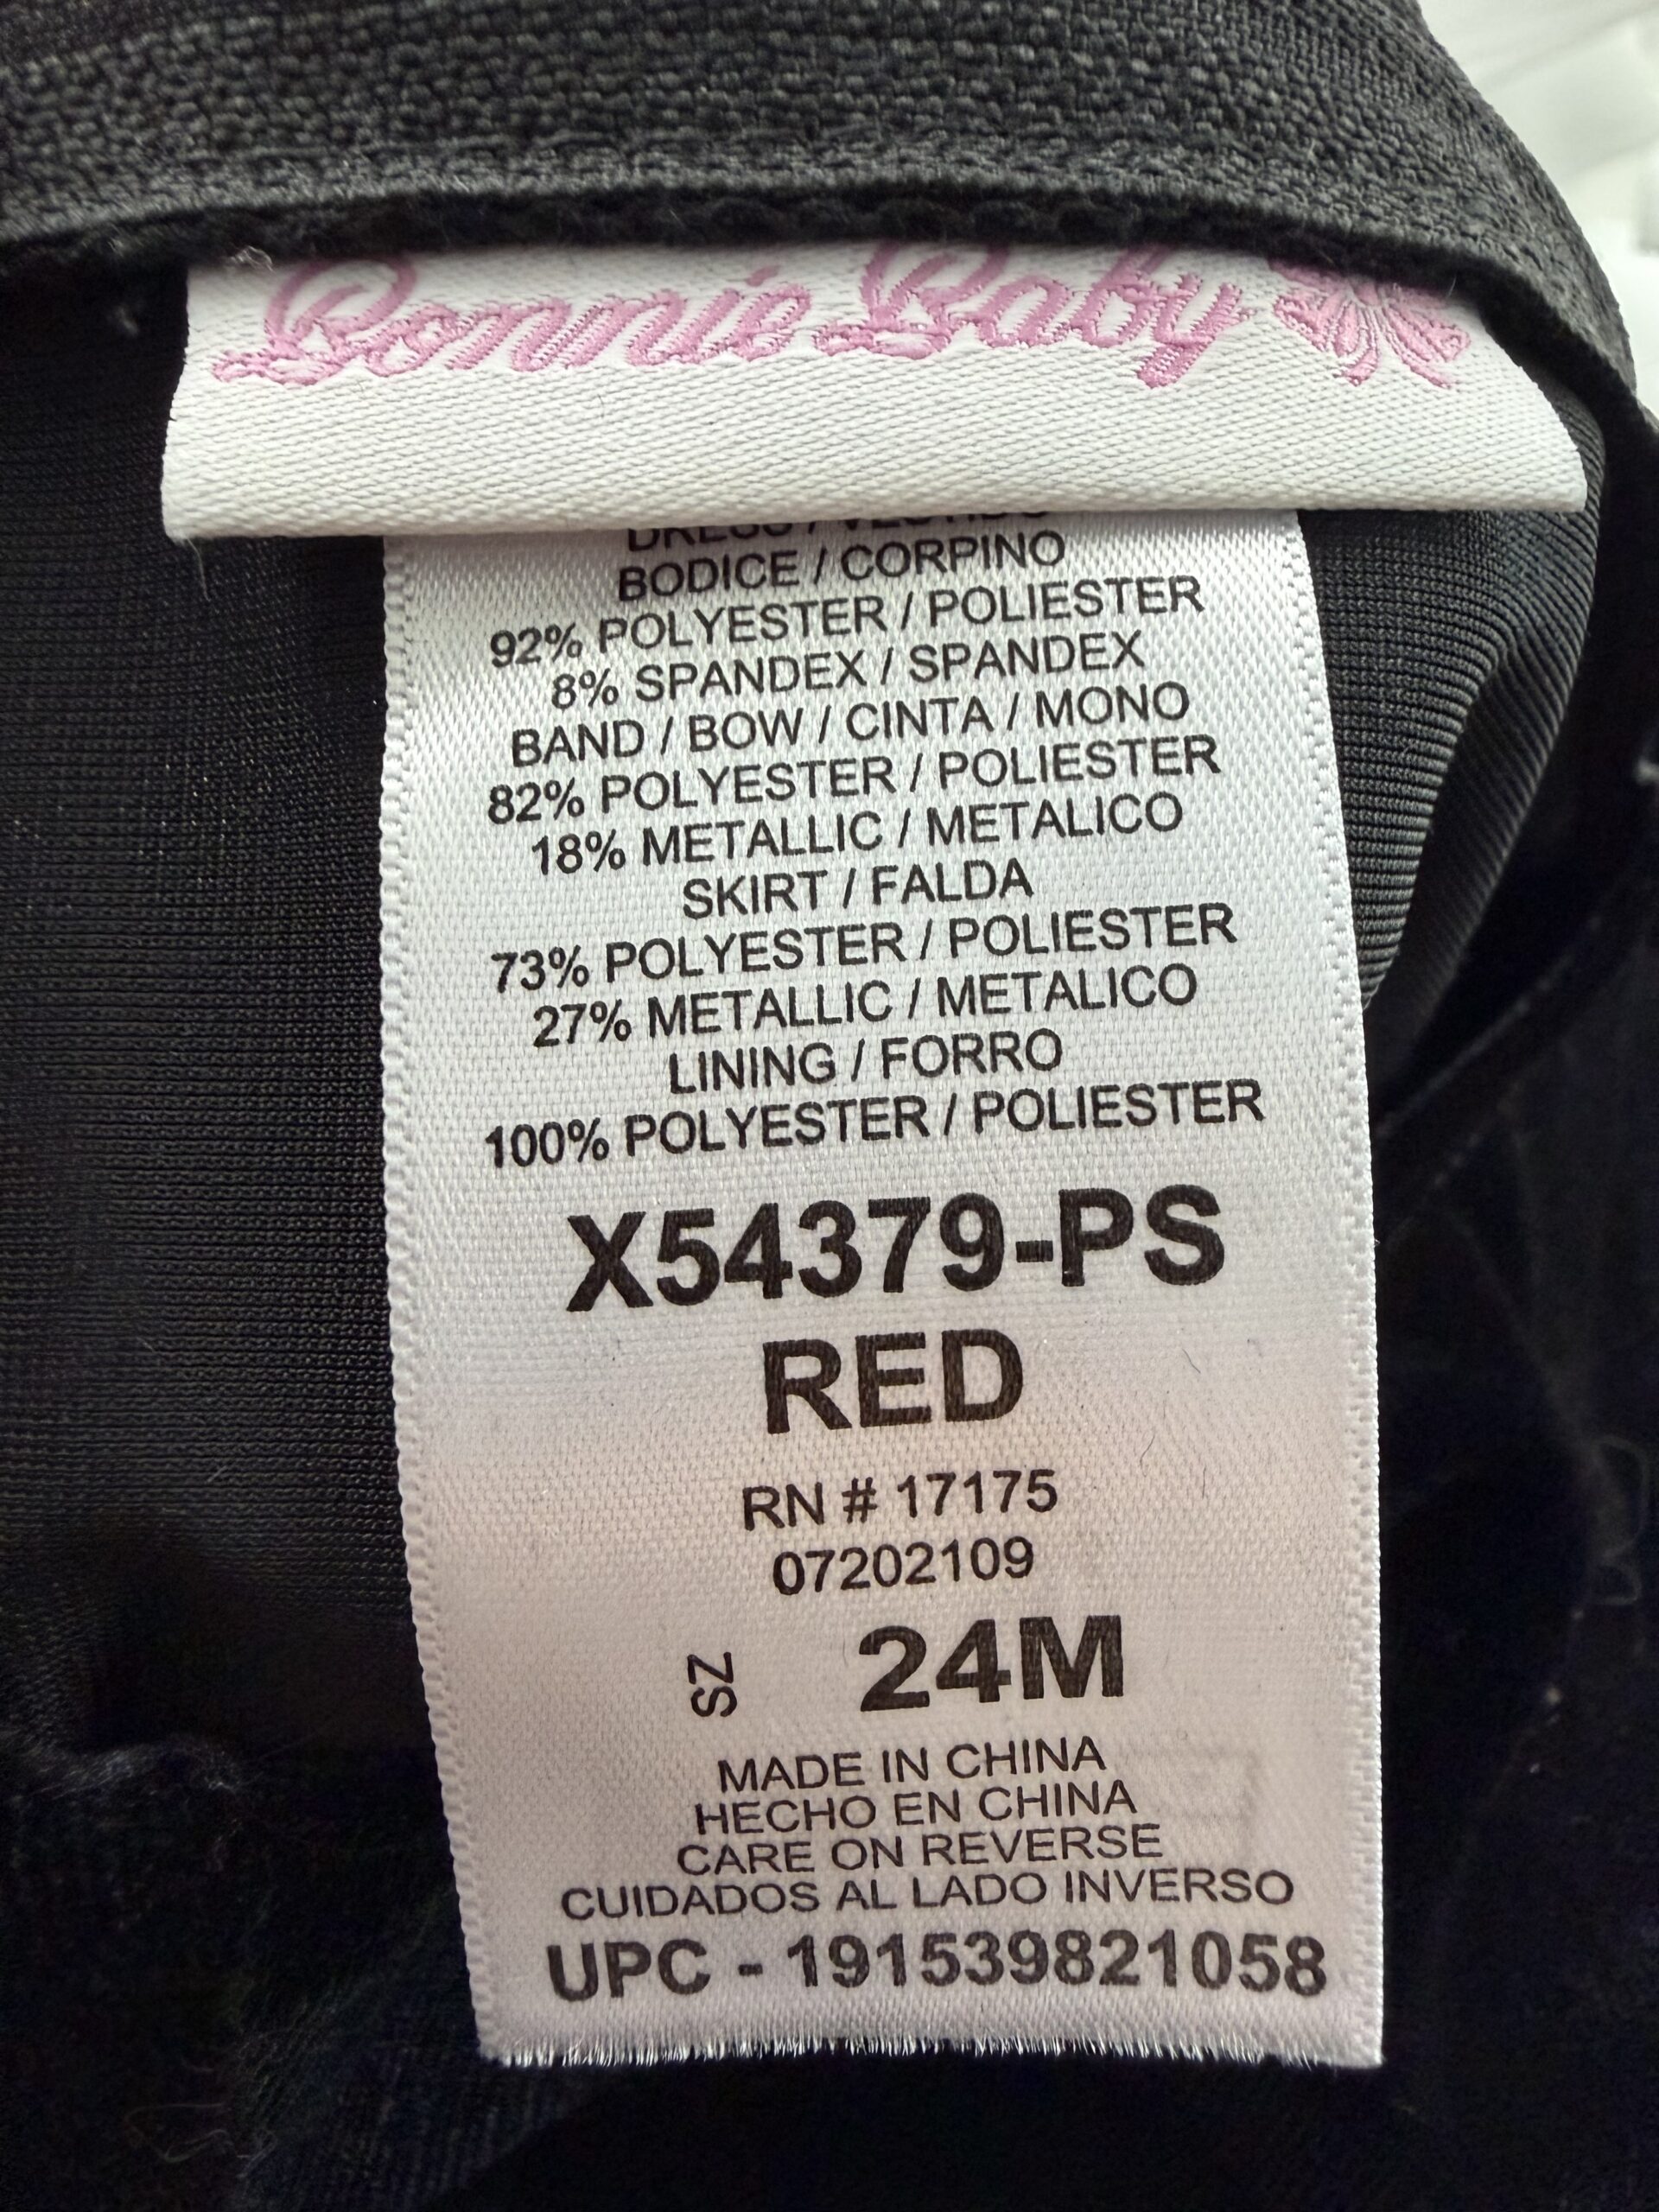 Bonnie Baby
DRESS / VESTIDO
BODICE / CORPINO
92% POLYESTER / POLIESTER
8% SPANDEX / SPANDEX
BAND / BOW / CINTA / MONO
82% POLYESTER / POLIESTER
18% METALLIC / METALICO
SKIRT / FALDA
73% POLYESTER / POLIESTER
27% METALLIC / METALICO
LINING / FORRO
100% POLYESTER / POLIESTER
X54379-PS
RED
RN # 17175
07202109
SZ 24M
MADE IN CHINA
HECHO EN CHINA
CARE ON REVERSE
CUIDADOS AL LADO INVERSO
UPC - 191539821058